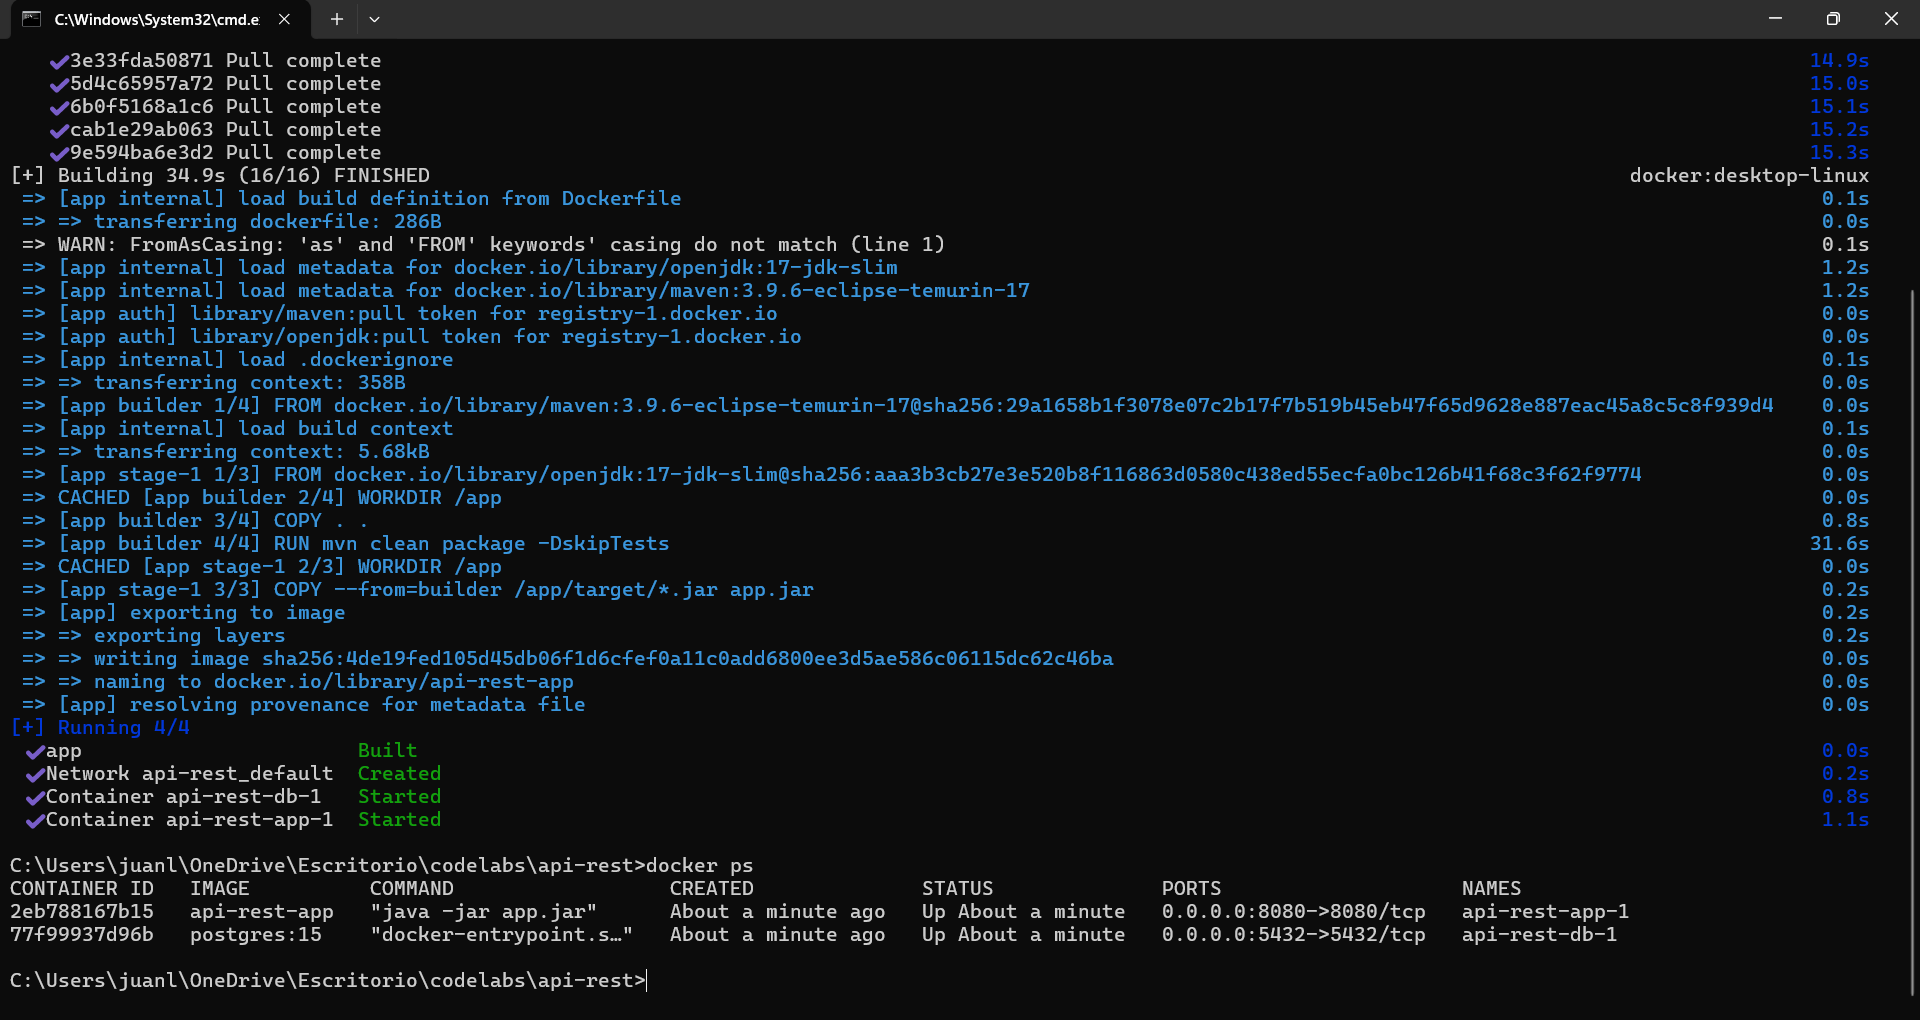 C:\Windows\System32\cmd.e
3e33fda50871 Pull complete 14.9s
5d4c65957a72 Pull complete 15.0s
6b0f5168a1c6 Pull complete 15.1s
cab1e29ab063 Pull complete 15.2s
9e594ba6e3d2 Pull complete 15.3s
[+] Building 34.9s (16/16) FINISHED docker:desktop-linux
=> [app internal] load build definition from Dockerfile 0.1s
=> => transferring dockerfile: 286B 0.0s
=> WARN: FromAsCasing: 'as' and 'FROM' keywords' casing do not match (line 1) 0.1s
=> [app internal] load metadata for docker.io/library/openjdk:17-jdk-slim 1.2s
=> [app internal] load metadata for docker.io/library/maven:3.9.6-eclipse-temurin-17 1.2s
=> [app auth] library/maven:pull token for registry-1.docker.io 0.0s
=> [app auth] library/openjdk:pull token for registry-1.docker.io 0.0s
=> [app internal] load .dockerignore 0.1s
=> => transferring context: 358B 0.0s
=> [app builder 1/4] FROM docker.io/library/maven:3.9.6-eclipse-temurin-17@sha256:29a1658b1f3078e07c2b17f7b519b45eb47f65d9628e887eac45a8c5c8f939d4 0.0s
=> [app internal] load build context 0.1s
=> => transferring context: 5.68kB 0.0s
=> [app stage-1 1/3] FROM docker.io/library/openjdk:17-jdk-slim@sha256:aaa3b3cb27e3e520b8f116863d0580c438ed55ecfa0bc126b41f68c3f62f9774 0.0s
=> CACHED [app builder 2/4] WORKDIR /app 0.0s
=> [app builder 3/4] COPY . . 0.8s
=> [app builder 4/4] RUN mvn clean package -DskipTests 31.6s
=> CACHED [app stage-1 2/3] WORKDIR /app 0.0s
=> [app stage-1 3/3] COPY --from=builder /app/target/*.jar app.jar 0.2s
=> [app] exporting to image 0.2s
=> => exporting layers 0.2s
=> => writing image sha256:4de19fed105d45db06f1d6cfef0a11c0add6800ee3d5ae586c06115dc62c46ba 0.0s
=> => naming to docker.io/library/api-rest-app 0.0s
=> [app] resolving provenance for metadata file 0.0s
[+] Running 4/4
app Built 0.0s
Network api-rest_default Created 0.2s
Container api-rest-db-1 Started 0.8s
Container api-rest-app-1 Started 1.1s
C:\Users\juanl\OneDrive\Escritorio\codelabs\api-rest>docker ps
CONTAINER ID IMAGE COMMAND CREATED STATUS PORTS NAMES
2eb788167b15 api-rest-app "java -jar app.jar" About a minute ago Up About a minute 0.0.0.0:8080->8080/tcp api-rest-app-1
77f99937d96b postgres:15 "docker-entrypoint.s…" About a minute ago Up About a minute 0.0.0.0:5432->5432/tcp api-rest-db-1
C:\Users\juanl\OneDrive\Escritorio\codelabs\api-rest>